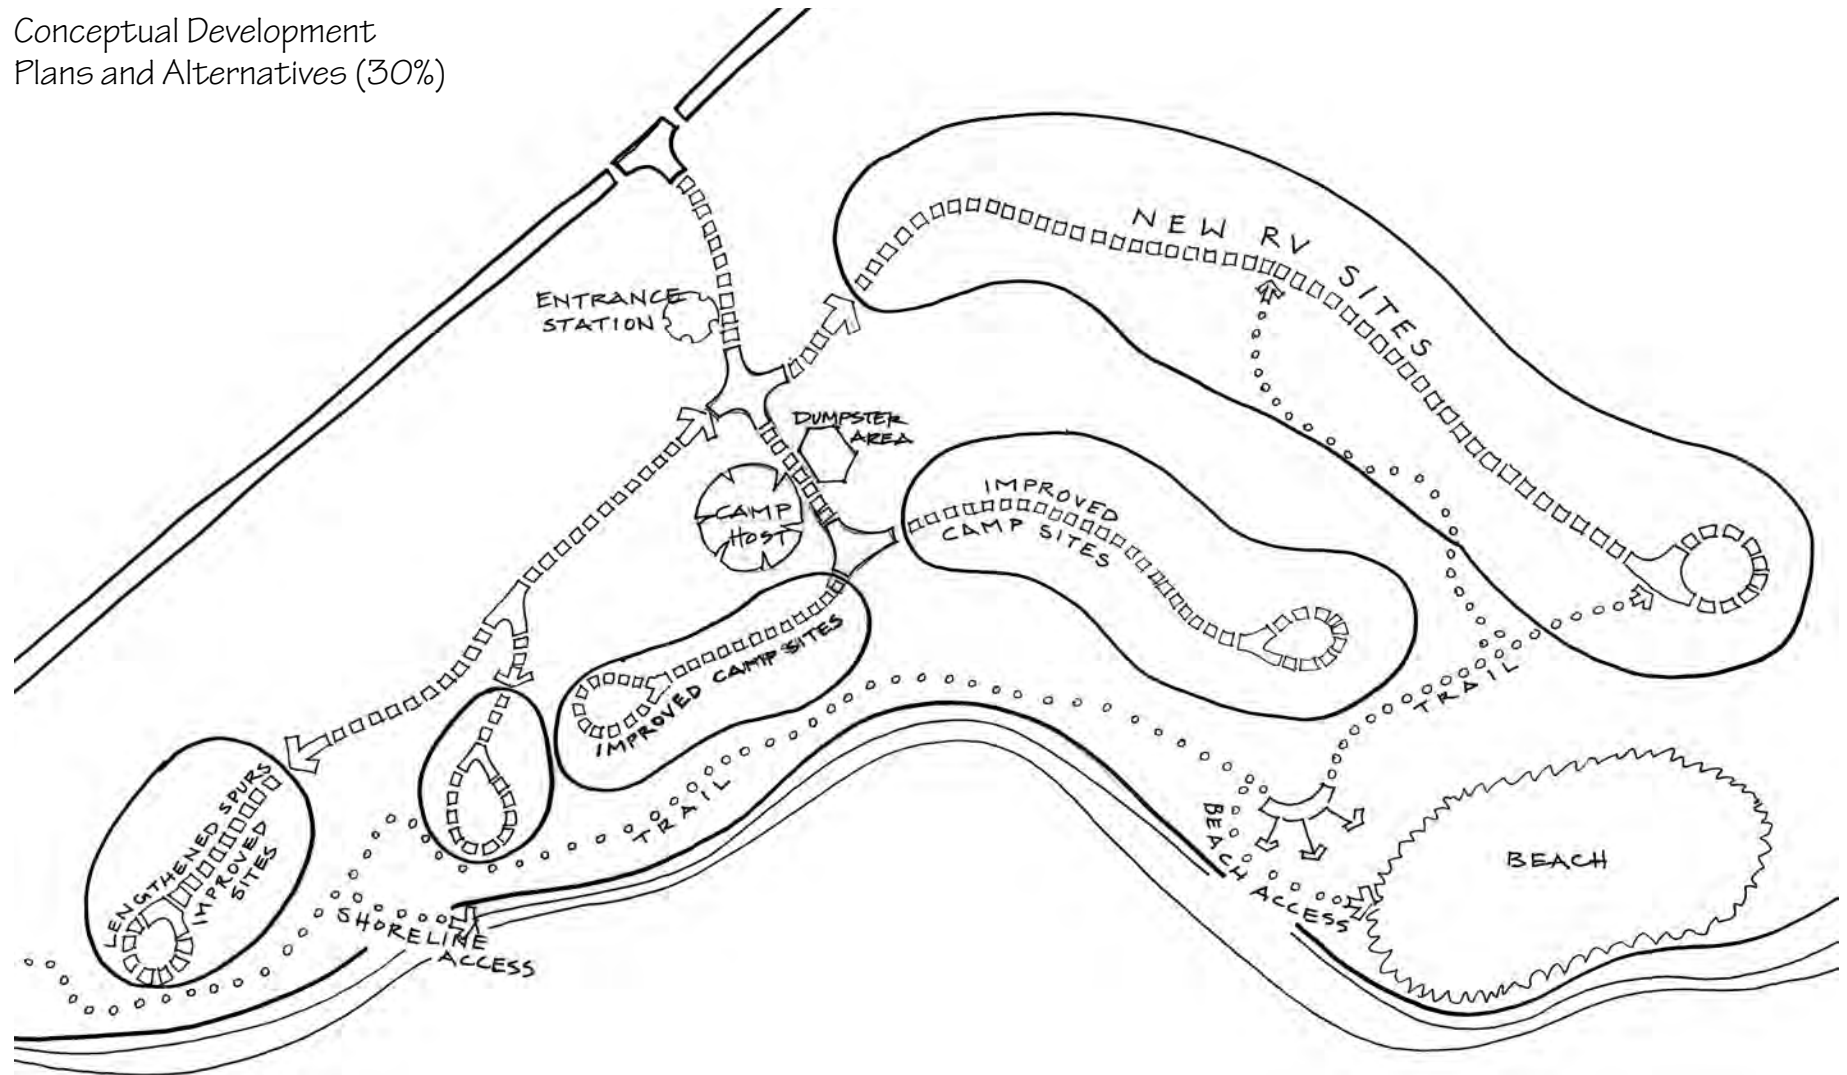 Conceptual Development
Plans and Alternatives (30%)
NEW RV SITES
ENTRANCE
STATION
DUMPSTER
AREA
CAMP
HOST
IMPROVED
CAMP SITES
IMPROVED CAMP SITES
TRAIL
LENGTHENED SPURS
IMPROVED
SITES
TRAIL
BEACH ACCESS
BEACH
SHORELINE
ACCESS